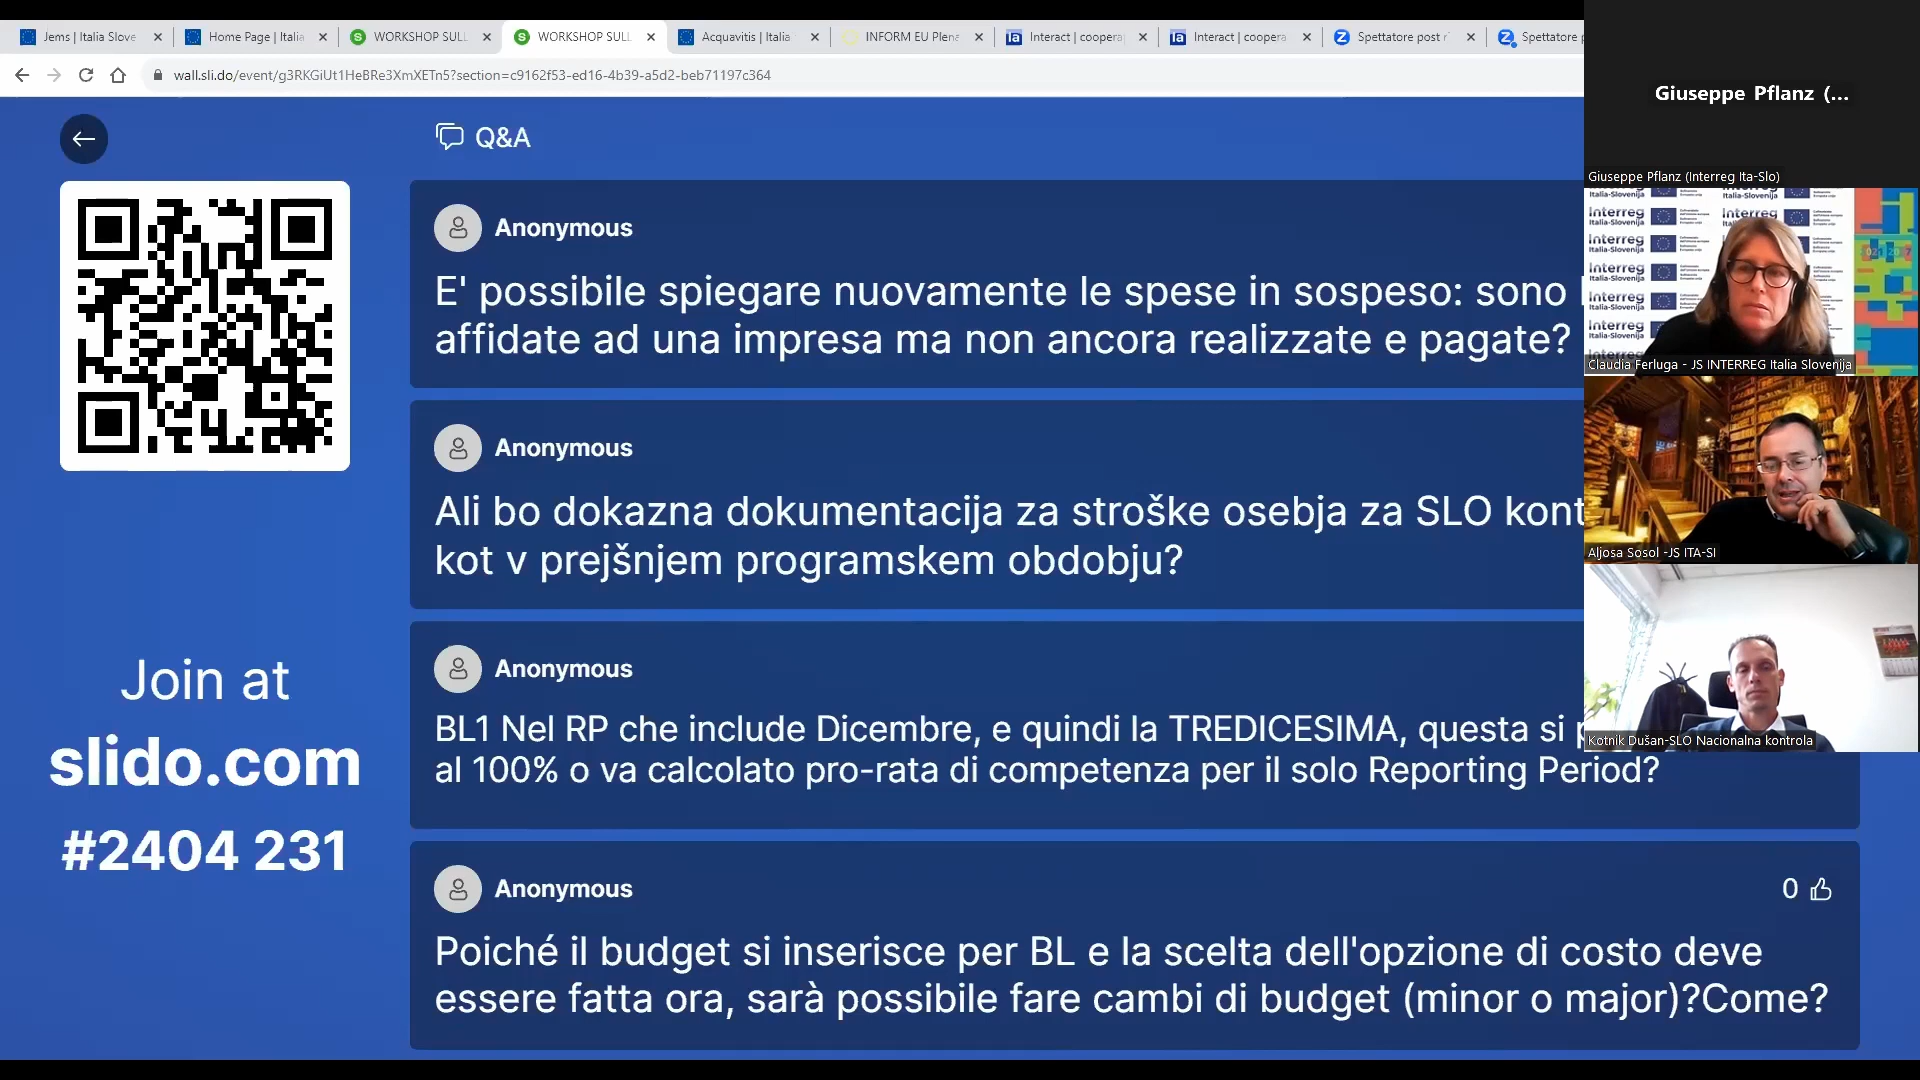 Jems | Italia Slove
Home Page | Italia
WORKSHOP SULL
WORKSHOP SULL
Acquavitis | Italia
INFORM EU Plena
Interact | coopera
Interact | coopera
Spettatore post r
Spettatore p
wall.sli.do/event/g3RKGiUt1HeBRe3XmXETn5?section=c9162f53-ed16-4b39-a5d2-beb71197c364
Q&A
Anonymous
E' possibile spiegare nuovamente le spese in sospeso: sono
affidate ad una impresa ma non ancora realizzate e pagate?
Anonymous
Ali bo dokazna dokumentacija za stroške osebja za SLO kont
kot v prejšnjem programskem obdobju?
Anonymous
BL1 Nel RP che include Dicembre, e quindi la TREDICESIMA, questa si
al 100% o va calcolato pro-rata di competenza per il solo Reporting Period?
Anonymous
0
Poiché il budget si inserisce per BL e la scelta dell'opzione di costo deve
essere fatta ora, sarà possibile fare cambi di budget (minor o major)?Come?
Join at
slido.com
#2404 231
Giuseppe Pflanz (...
Giuseppe Pflanz (Interreg Ita-Slo)
Interreg
Italia-Slovenija
Claudia Ferluga - JS INTERREG Italia Slovenija
Aljosa Sosol -JS ITA-SI
Kotnik Dušan-SLO Nacionalna kontrola